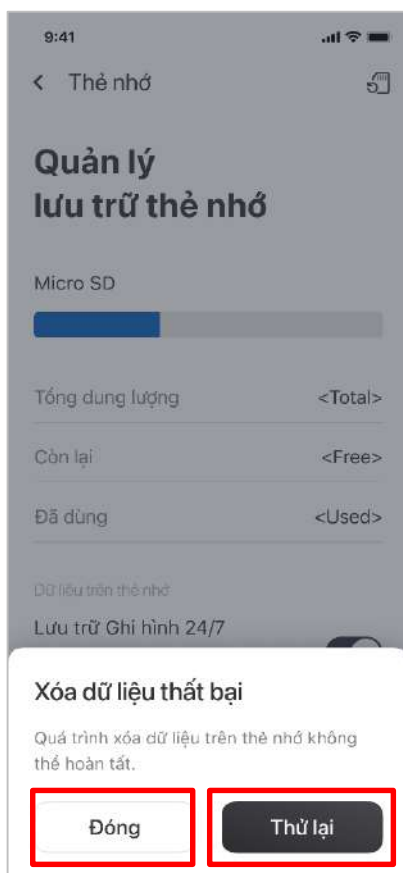 9:41
Thẻ nhớ
Quản lý
lưu trữ thẻ nhớ
Micro SD
Tổng dung lượng <Total>
Còn lại <Free>
Đã dùng <Used>
Dữ liệu trên thẻ nhớ
Lưu trữ Ghi hình 24/7
Xóa dữ liệu thất bại
Quá trình xóa dữ liệu trên thẻ nhớ không
thể hoàn tất.
Đóng Thử lại